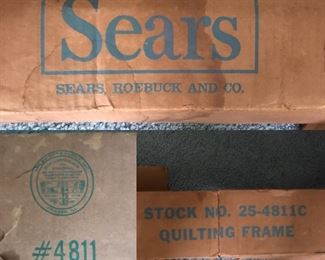 Sears
SEARS, ROEBUCK AND CO.
#4811
STOCK NO. 25-4811C
QUILTING FRAME